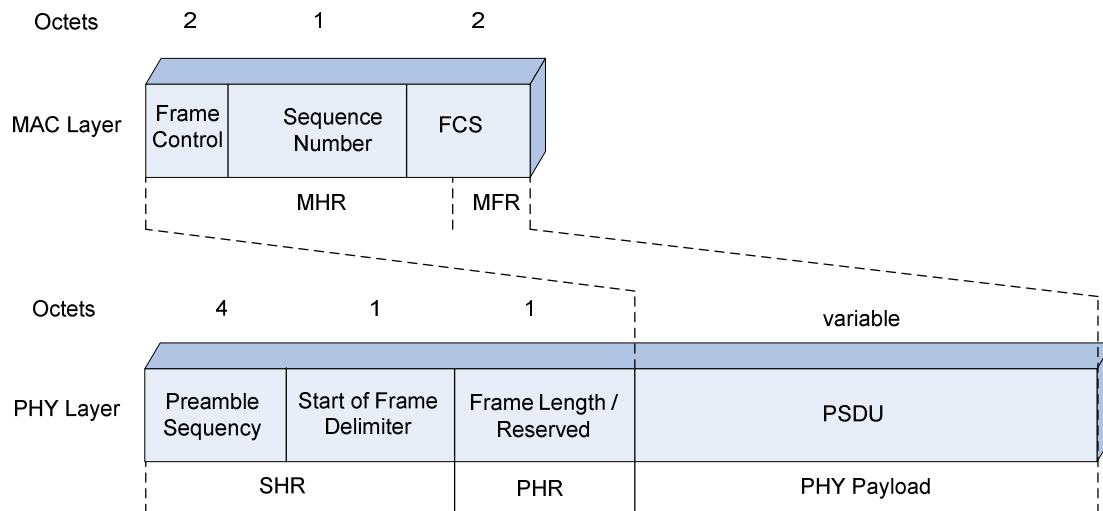 Octets 2 1 2
MAC Layer
Frame
Control
Sequence
Number
FCS
MHR MFR
Octets 4 1 1 variable
PHY Layer
Preamble
Sequency
Start of Frame
Delimiter
Frame Length /
Reserved
PSDU
SHR PHR PHY Payload